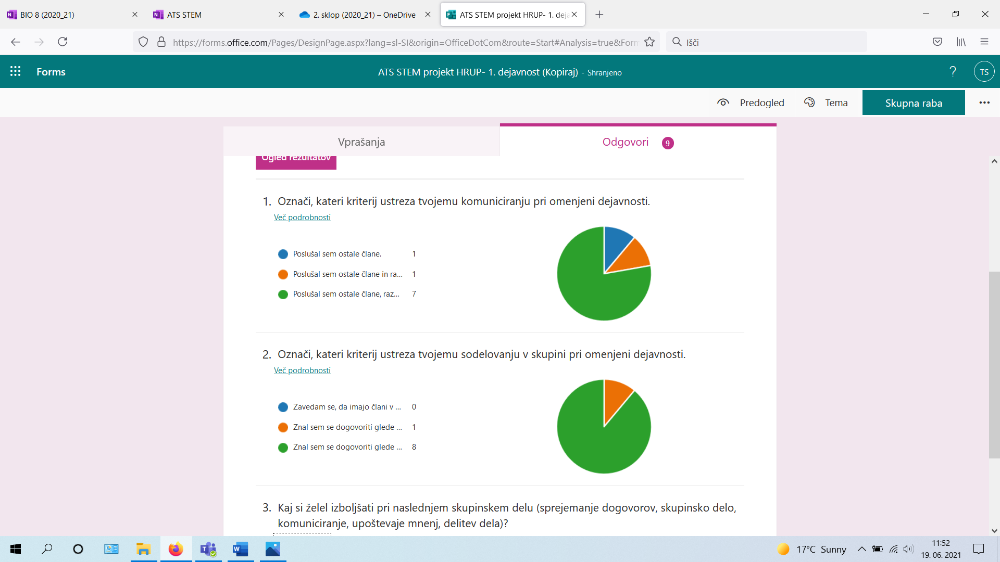 BIO 8 (2020_21)
ATS STEM
2. sklop (2020_21) – OneDrive
ATS STEM projekt HRUP- 1. deja
https://forms.office.com/Pages/DesignPage.aspx?lang=sl-SI&origin=OfficeDotCom&route=Start#Analysis=true&Form
Išči
Forms
ATS STEM projekt HRUP- 1. dejavnost (Kopiraj) - Shranjeno
?
TS
Predogled
Tema
Skupna raba
Vprašanja
Odgovori 9
Ogled rezultatov
1. Označi, kateri kriterij ustreza tvojemu komuniciranju pri omenjeni dejavnosti.
Več podrobnosti
Poslušal sem ostale člane. 1
Poslušal sem ostale člane in ra... 1
Poslušal sem ostale člane, raz... 7
2. Označi, kateri kriterij ustreza tvojemu sodelovanju v skupini pri omenjeni dejavnosti.
Več podrobnosti
Zavedam se, da imajo člani v ... 0
Znal sem se dogovoriti glede ... 1
Znal sem se dogovoriti glede ... 8
3. Kaj si želel izboljšati pri naslednjem skupinskem delu (sprejemanje dogovorov, skupinsko delo,
komuniciranje, upoštevaje mnenj, delitev dela)?
17°C Sunny
11:52
19. 06. 2021